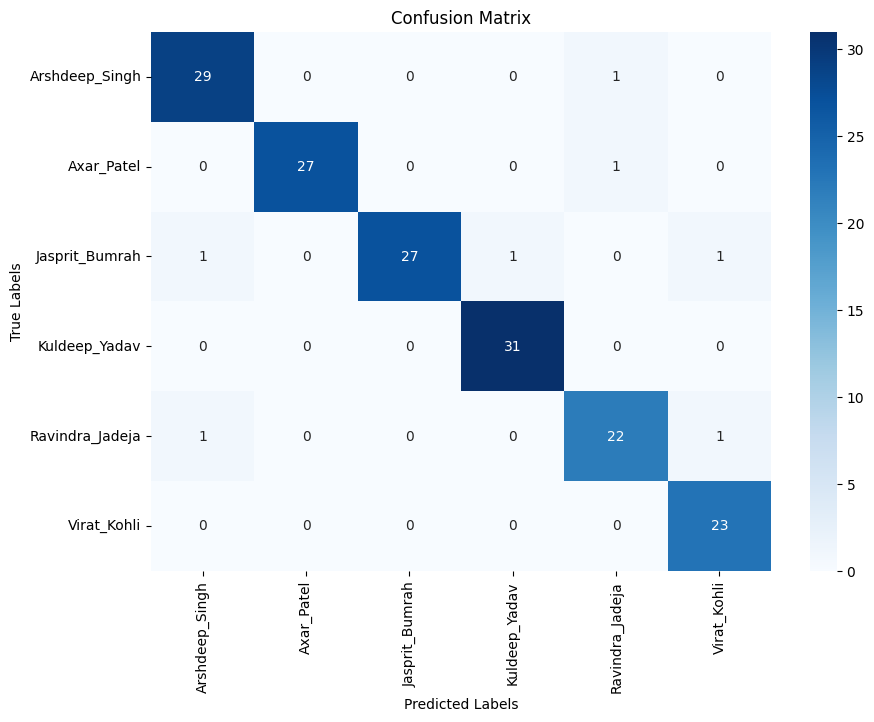 Confusion Matrix
True Labels
Arshdeep_Singh 29 0 0 0 1 0
Axar_Patel 0 27 0 0 1 0
Jasprit_Bumrah 1 0 27 1 0 1
Kuldeep_Yadav 0 0 0 31 0 0
Ravindra_Jadeja 1 0 0 0 22 1
Virat_Kohli 0 0 0 0 0 23
Arshdeep_Singh
Axar_Patel
Jasprit_Bumrah
Kuldeep_Yadav
Ravindra_Jadeja
Virat_Kohli
Predicted Labels
30
25
20
15
10
5
0